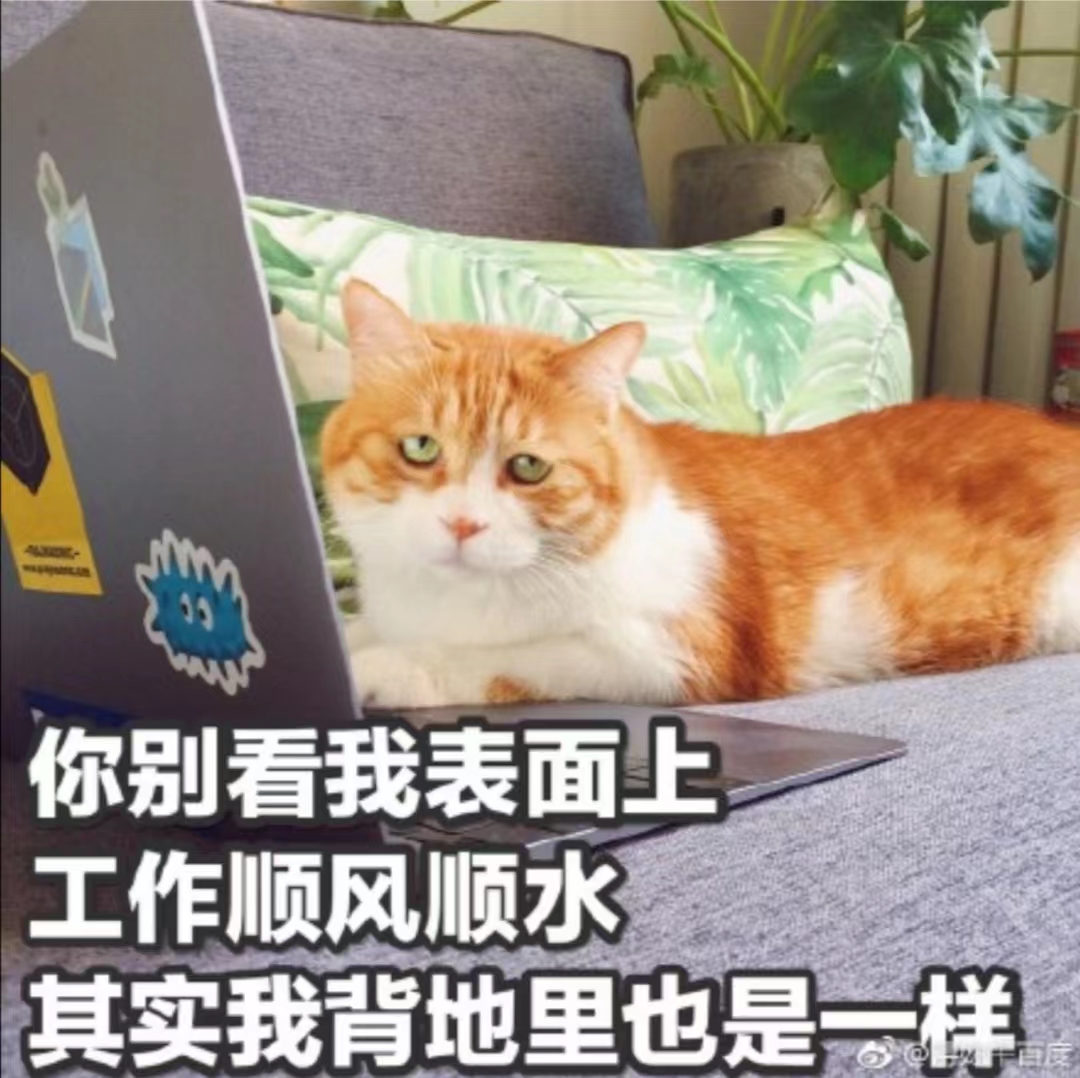 你别看我表面上
工作顺风顺水
其实我背地里也是一样